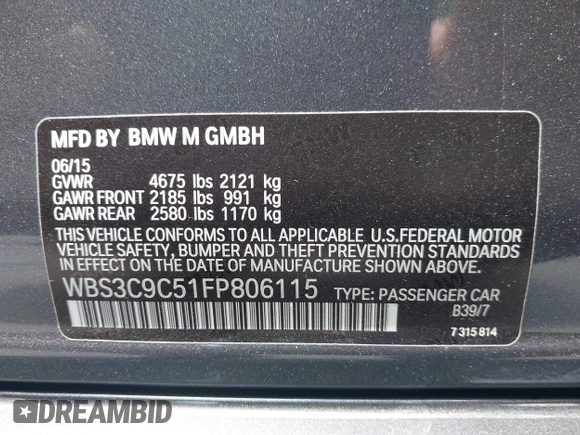 MFD BY BMW M GMBH
06/15
GVWR 4675 lbs 2121 kg
GAWR FRONT 2185 lbs 991 kg
GAWR REAR 2580 lbs 1170 kg
THIS VEHICLE CONFORMS TO ALL APPLICABLE U.S.FEDERAL MOTOR
VEHICLE SAFETY, BUMPER AND THEFT PREVENTION STANDARDS
IN EFFECT ON THE DATE OF MANUFACTURE SHOWN ABOVE.
WBS3C9C51FP806115 TYPE: PASSENGER CAR
B39/7
7 315 814
DREAMBID